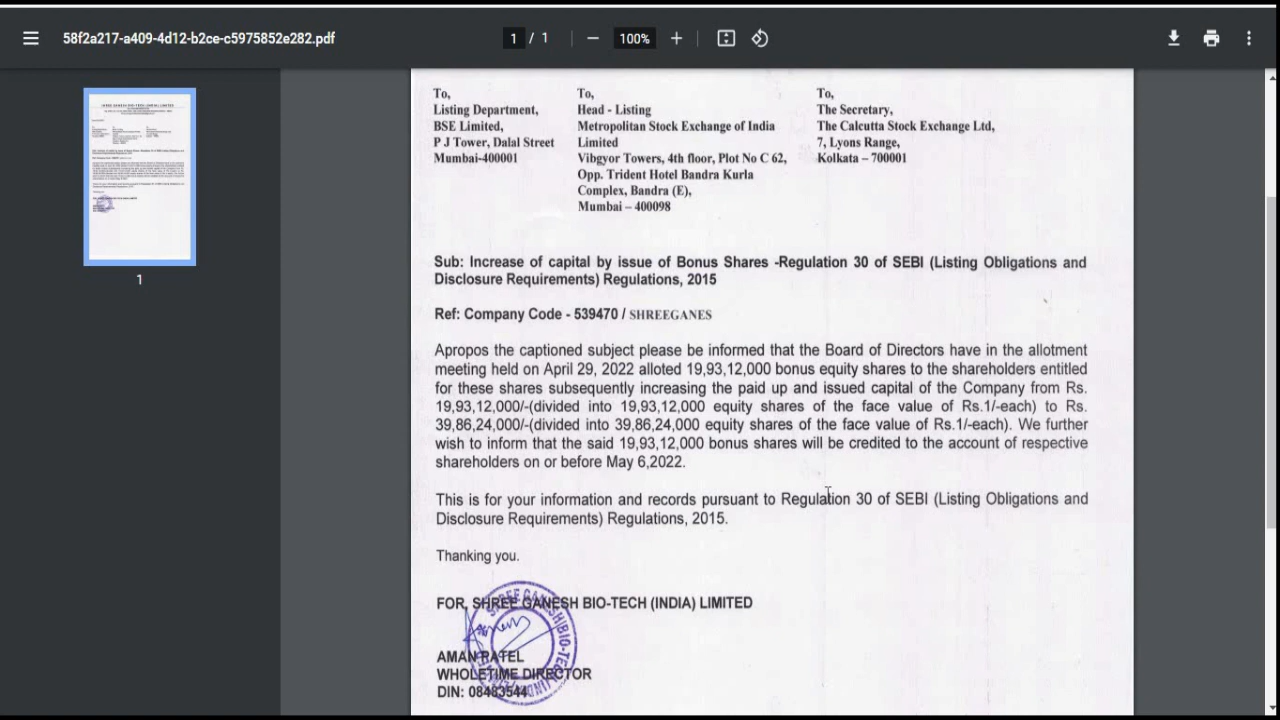 58f2a217-a409-4d12-b2ce-c5975852e282.pdf
1 / 1
100%
1
To,
Listing Department,
BSE Limited,
P J Tower, Dalal Street
Mumbai-400001
To,
Head - Listing
Metropolitan Stock Exchange of India
Limited
Vibgyor Towers, 4th floor, Plot No C 62,
Opp. Trident Hotel Bandra Kurla
Complex, Bandra (E),
Mumbai – 400098
To,
The Secretary,
The Calcutta Stock Exchange Ltd,
7, Lyons Range,
Kolkata – 700001
Sub: Increase of capital by issue of Bonus Shares -Regulation 30 of SEBI (Listing Obligations and
Disclosure Requirements) Regulations, 2015
Ref: Company Code - 539470 / SHREEGANES
Apropos the captioned subject please be informed that the Board of Directors have in the allotment
meeting held on April 29, 2022 alloted 19,93,12,000 bonus equity shares to the shareholders entitled
for these shares subsequently increasing the paid up and issued capital of the Company from Rs.
19,93,12,000/-(divided into 19,93,12,000 equity shares of the face value of Rs.1/-each) to Rs.
39,86,24,000/-(divided into 39,86,24,000 equity shares of the face value of Rs.1/-each). We further
wish to inform that the said 19,93,12,000 bonus shares will be credited to the account of respective
shareholders on or before May 6,2022.
This is for your information and records pursuant to Regulation 30 of SEBI (Listing Obligations and
Disclosure Requirements) Regulations, 2015.
Thanking you.
FOR, SHREE GANESH BIO-TECH (INDIA) LIMITED
AMAN PATEL
WHOLETIME DIRECTOR
DIN: 08483544